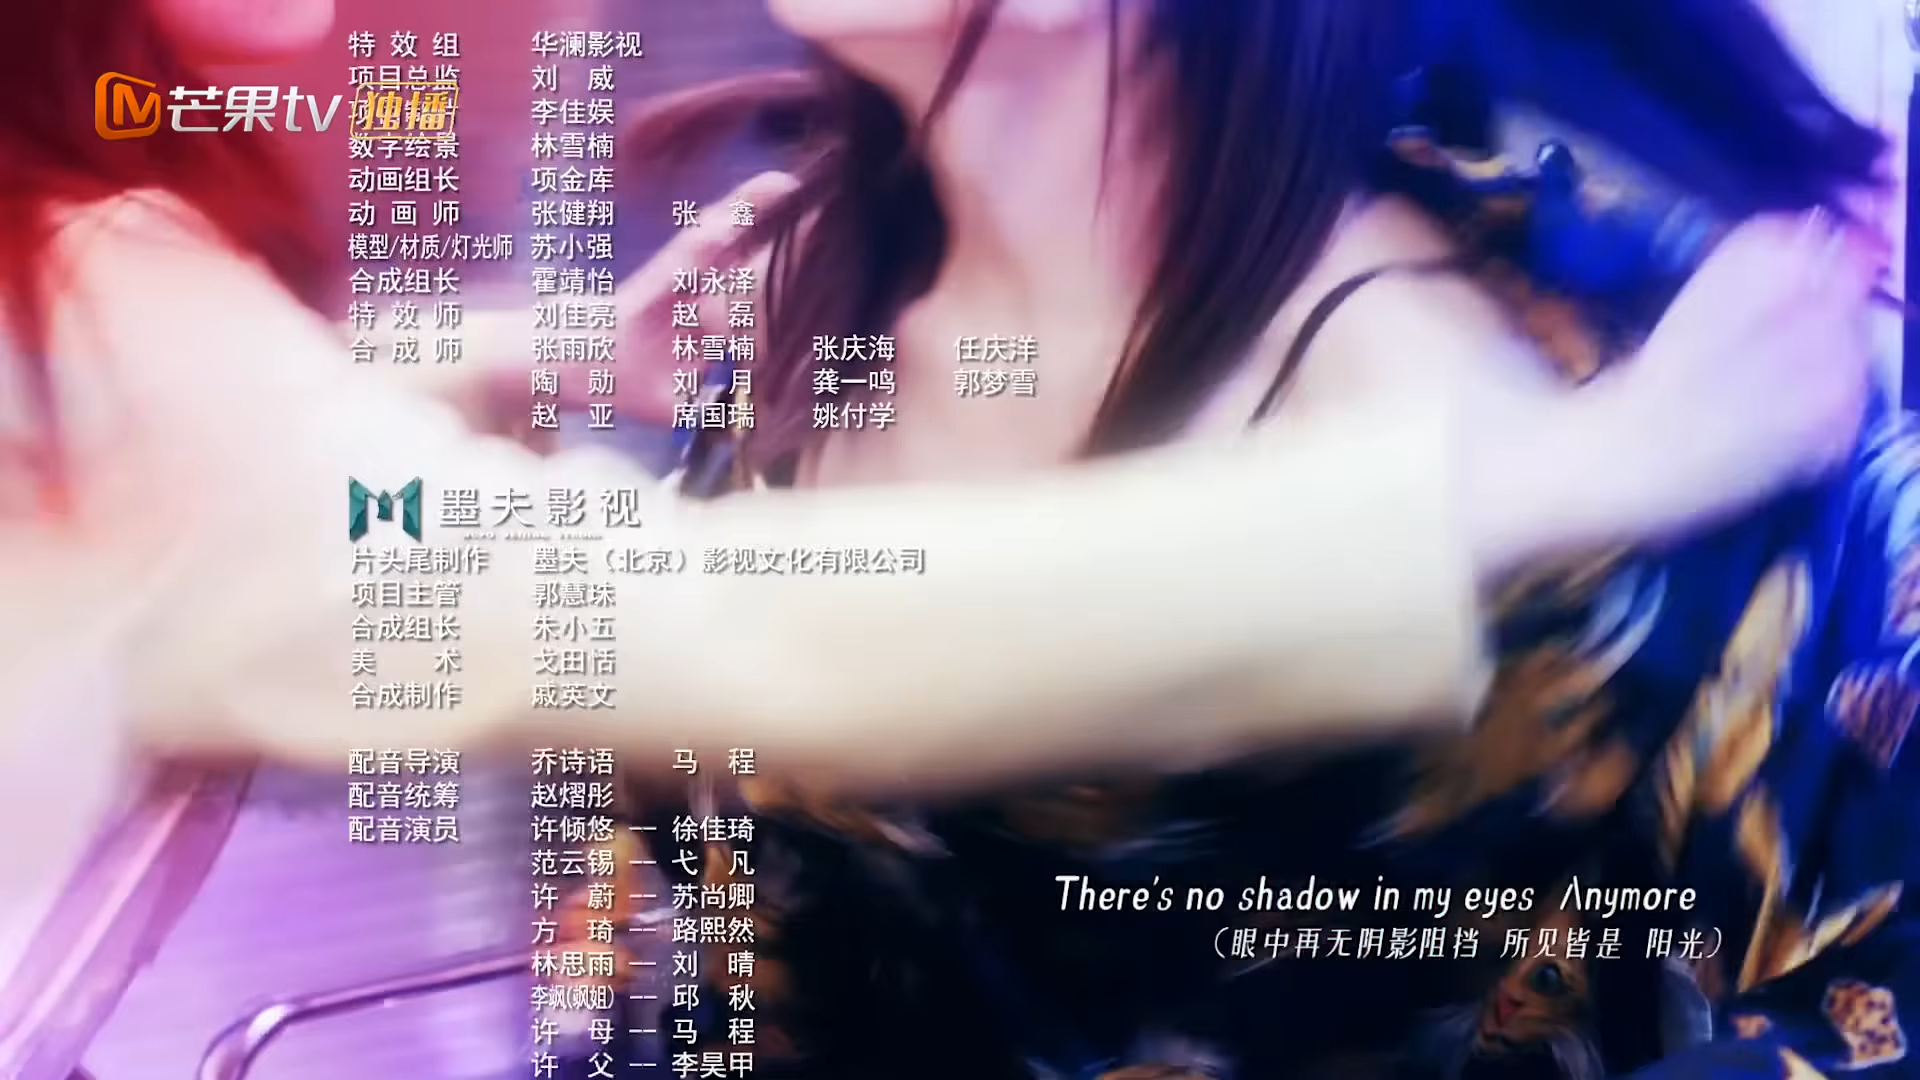 特效组 华澜影视
项目总监 刘威
芒果tv 独播
李佳娱
数字绘景 林雪楠
动画组长 项金库
动画师 张健翔 张鑫
模型/材质/灯光师 苏小强
合成组长 霍靖怡 刘永泽
特效师 刘佳亮 赵磊
合成师 张雨欣 林雪楠 张庆海 任庆洋
陶勋 刘月 龚一鸣 郭梦雪
赵亚 席国瑞 姚付学
墨夫影视
片头尾制作 墨夫（北京）影视文化有限公司
项目主管 郭慧珠
合成组长 朱小五
美术 戈田恬
合成制作 戚英文
配音导演 乔诗语 马程
配音统筹 赵熠彤
配音演员 许倾悠 -- 徐佳琦
范云锡 -- 弋凡
许蔚 -- 苏尚卿
方琦 -- 路熙然
林思雨 -- 刘晴
李飒(飒姐) -- 邱秋
许母 -- 马程
许父 -- 李昊甲
There's no shadow in my eyes Anymore
（眼中再无阴影阻挡 所见皆是 阳光）